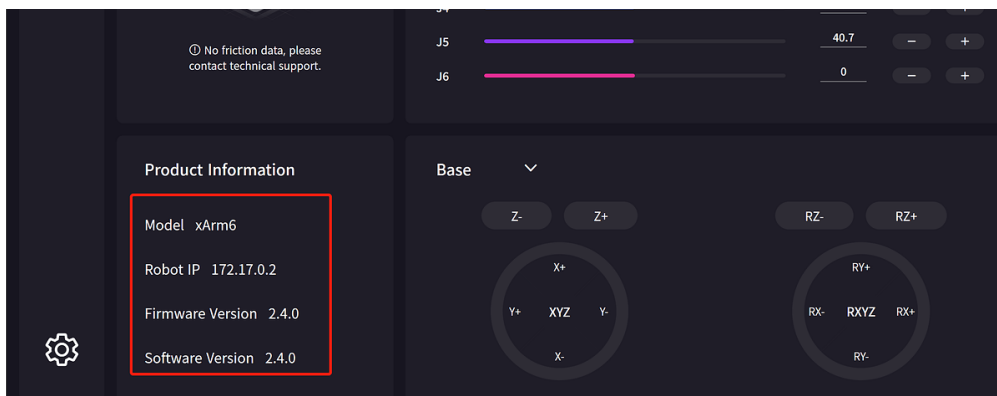 J4
ⓘ No friction data, please
contact technical support.
J5 40.7 − +
J6 0 − +
Product Information
Model xArm6
Robot IP 172.17.0.2
Firmware Version 2.4.0
Software Version 2.4.0
Base
Z- Z+ RZ- RZ+
X+ RY+
Y+ XYZ Y- RX- RXYZ RX+
X- RY-